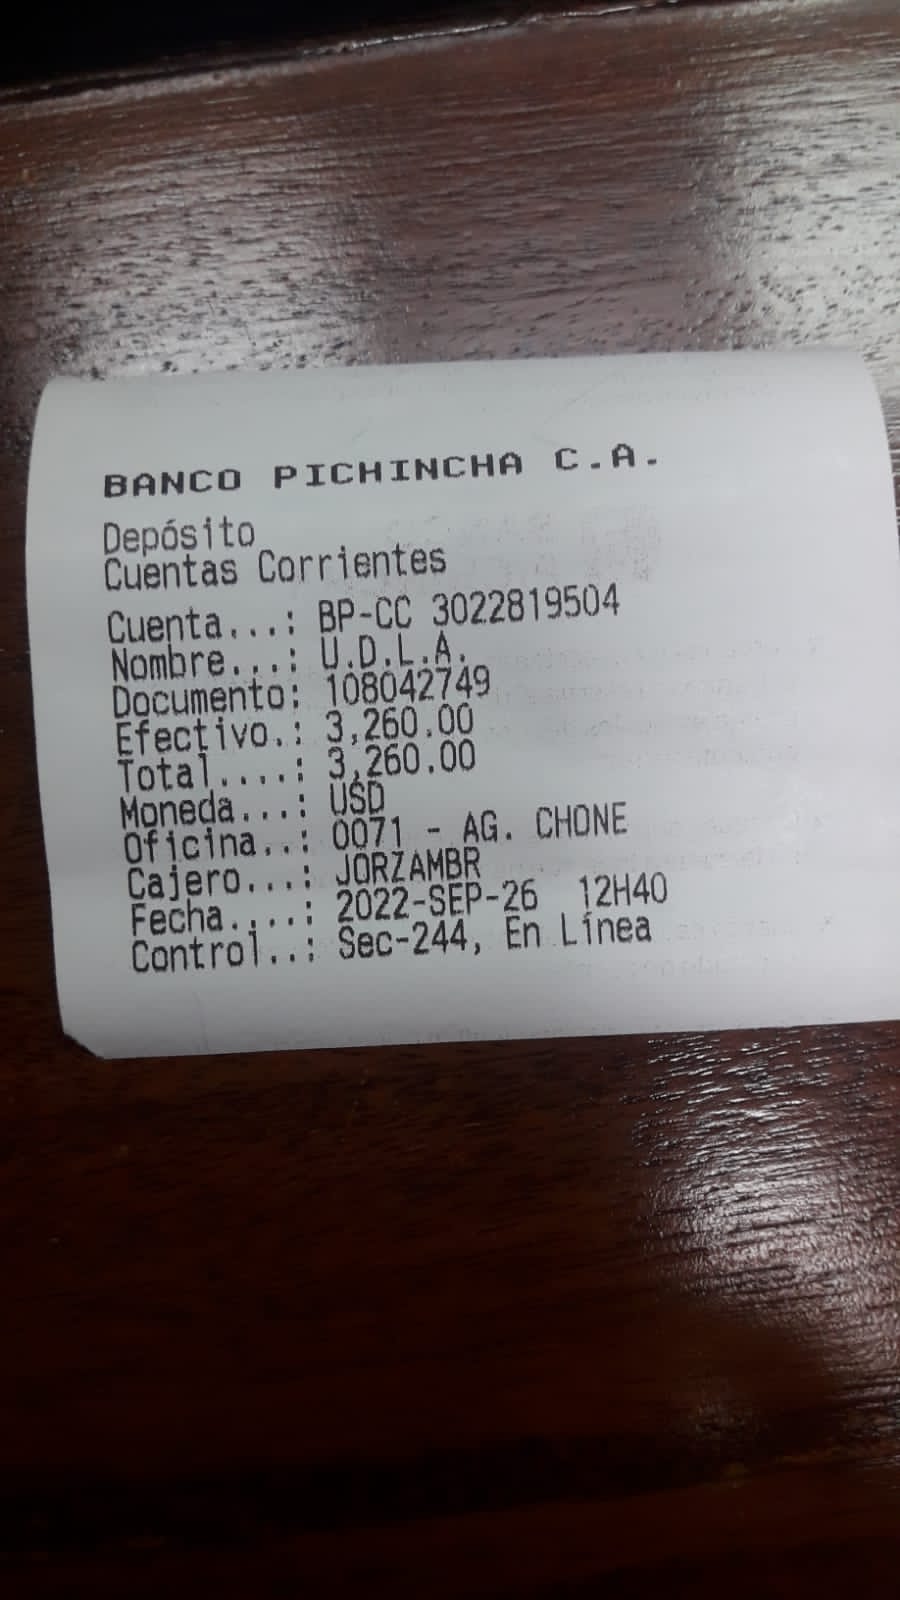 BANCO PICHINCHA C.A.
Depósito
Cuentas Corrientes
Cuenta...: BP-CC 3022819504
Nombre...: U.D.L.A.
Documento: 108042749
Efectivo.: 3,260.00
Total....: 3,260.00
Moneda...: USD
Oficina..: 0071 - AG. CHONE
Cajero...: JORZAMBR
Fecha....: 2022-SEP-26 12H40
Control..: Sec-244, En Línea